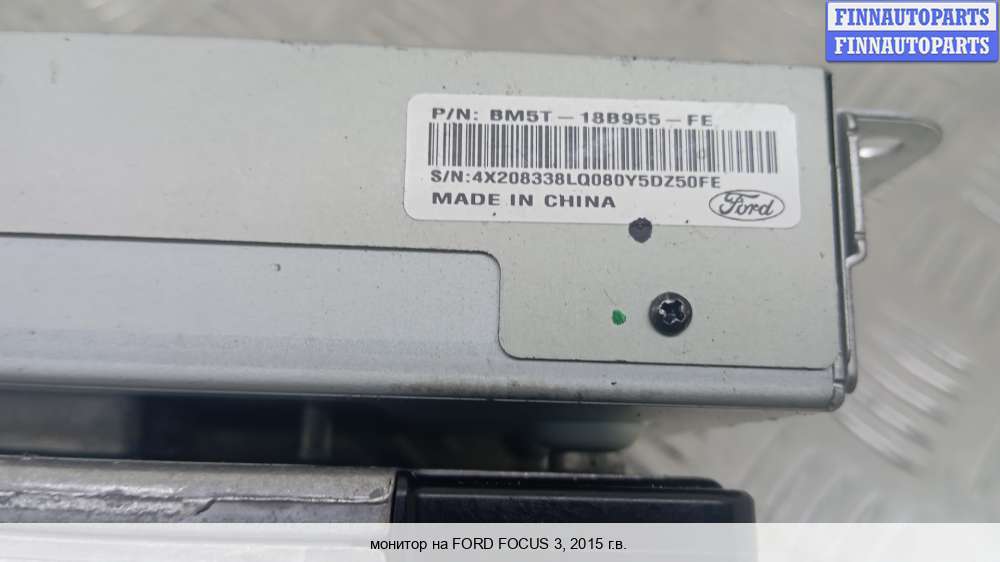 FINNAUTOPARTS
FINNAUTOPARTS
P/N: BM5T-18B955-FE
S/N:4X208338LQ080Y5DZ50FE
MADE IN CHINA
Ford
монитор на FORD FOCUS 3, 2015 г.в.